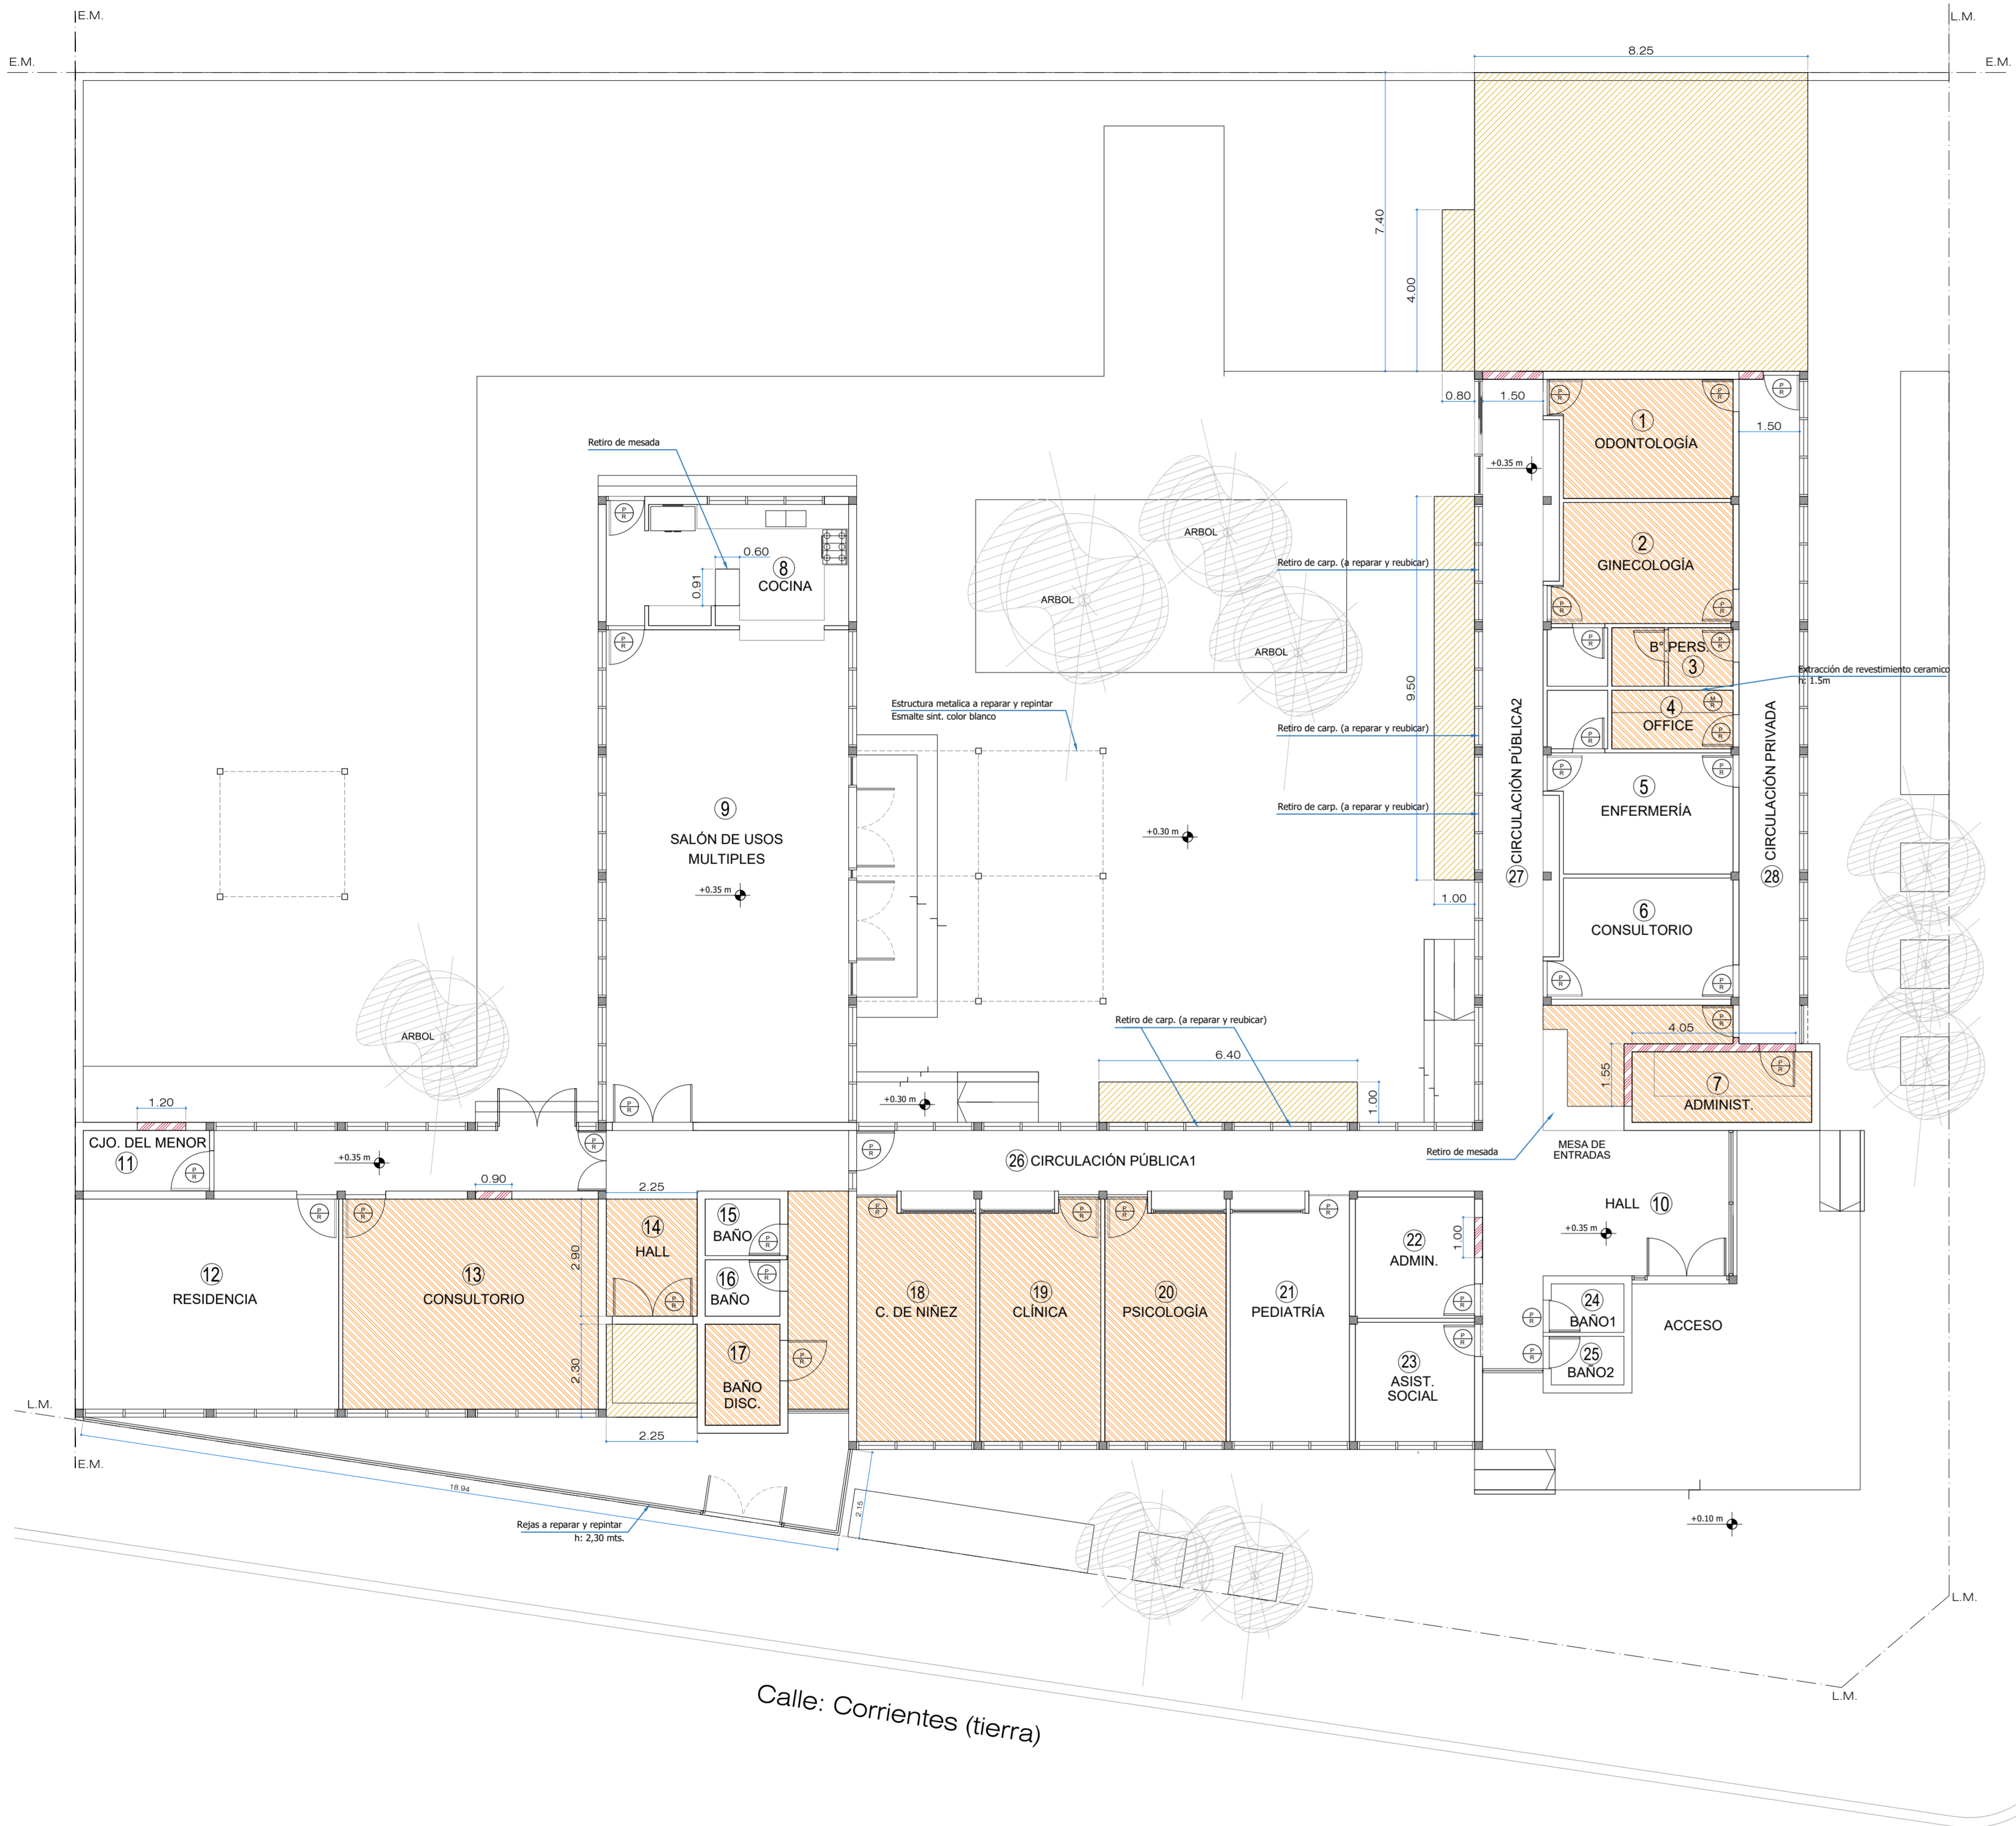 E.M.
L.M.
E.M.
E.M.
8.25
7.40
4.00
0.80
1.50
P
R
P
R
P
R
1
ODONTOLOGÍA
1.50
Retiro de mesada
+0.35 m
P
R
0.60
8
COCINA
0.91
ARBOL
ARBOL
ARBOL
Retiro de carp. (a reparar y reubicar)
2
GINECOLOGÍA
P
R
P
R
P
R
P
R
B°.PERS.
P
R
3
Extracción de revestimiento ceramico
h: 1.5m
9.50
Estructura metalica a reparar y repintar
Esmalte sint. color blanco
M
R
4
OFFICE
P
R
P
R
Retiro de carp. (a reparar y reubicar)
P
R
P
R
5
ENFERMERÍA
9
SALÓN DE USOS
MULTIPLES
+0.35 m
+0.30 m
Retiro de carp. (a reparar y reubicar)
27
CIRCULACIÓN PÚBLICA2
28
CIRCULACIÓN PRIVADA
1.00
6
CONSULTORIO
P
R
P
R
ARBOL
Retiro de carp. (a reparar y reubicar)
6.40
1.00
P
R
4.05
1.55
P
R
7
ADMINIST.
1.20
P
R
+0.30 m
CJO. DEL MENOR
11
P
R
+0.35 m
P
R
P
R
26 CIRCULACIÓN PÚBLICA1
Retiro de mesada
MESA DE
ENTRADAS
0.90
2.25
P
R
P
R
12
RESIDENCIA
13
CONSULTORIO
14
HALL
2.90
P
R
15
BAÑO
P
R
16
BAÑO
P
R
17
BAÑO
DISC.
P
R
P
R
18
C. DE NIÑEZ
P
R
19
CLÍNICA
P
R
20
PSICOLOGÍA
P
R
21
PEDIATRÍA
22
ADMIN.
1.00
P
R
P
R
23
ASIST.
SOCIAL
HALL 10
+0.35 m
P
R
24
BAÑO1
P
R
25
BAÑO2
ACCESO
2.30
2.25
L.M.
E.M.
18.94
Rejas a reparar y repintar
h: 2,30 mts.
2.15
+0.10 m
L.M.
L.M.
Calle: Corrientes (tierra)